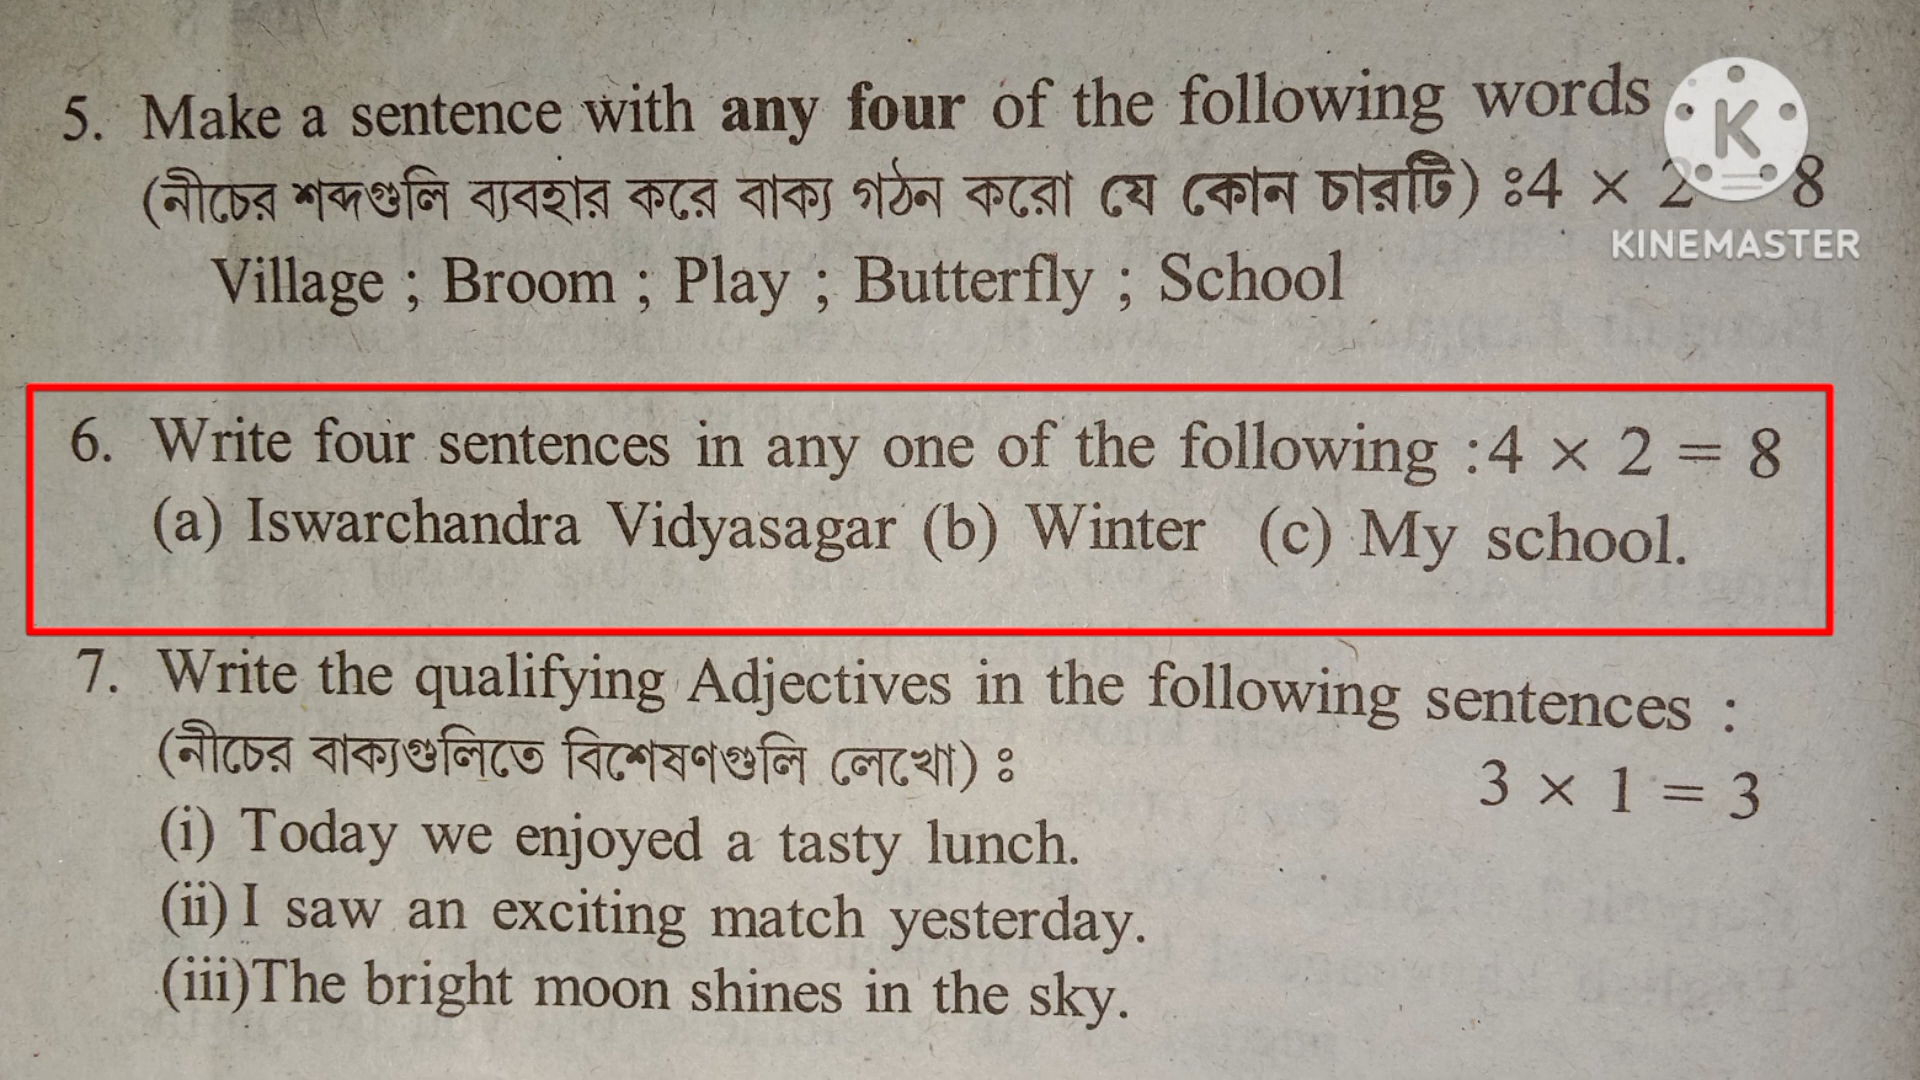 5. Make a sentence with any four of the following words :
(নীচের শব্দগুলি ব্যবহার করে বাক্য গঠন করো যে কোন চারটি) ঃ4 × 2 = 8
KINEMASTER
Village ; Broom ; Play ; Butterfly ; School
6. Write four sentences in any one of the following :4 × 2 = 8
(a) Iswarchandra Vidyasagar (b) Winter (c) My school.
7. Write the qualifying Adjectives in the following sentences :
(নীচের বাক্যগুলিতে বিশেষণগুলি লেখো) ঃ 3 × 1 = 3
(i) Today we enjoyed a tasty lunch.
(ii) I saw an exciting match yesterday.
(iii)The bright moon shines in the sky.